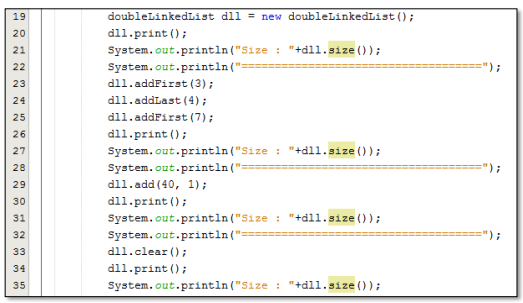 19 doubleLinkedList dll = new doubleLinkedList();
20 dll.print();
21 System.out.println("Size : "+dll.size());
22 System.out.println("====================================");
23 dll.addFirst(3);
24 dll.addLast(4);
25 dll.addFirst(7);
26 dll.print();
27 System.out.println("Size : "+dll.size());
28 System.out.println("====================================");
29 dll.add(40, 1);
30 dll.print();
31 System.out.println("Size : "+dll.size());
32 System.out.println("====================================");
33 dll.clear();
34 dll.print();
35 System.out.println("Size : "+dll.size());